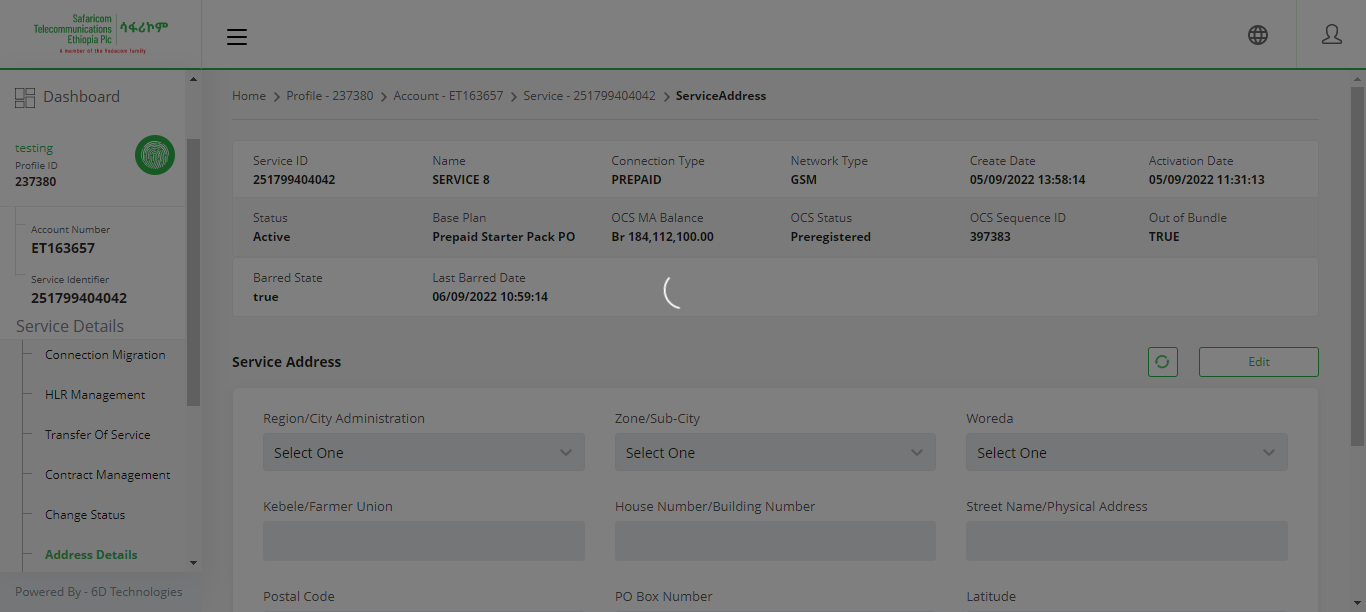 Safaricom
Telecommunications
Ethiopia Plc
ሳፋሪኮም
A member of the Vodacom family
Dashboard
testing
Profile ID
237380
Account Number
ET163657
Service Identifier
251799404042
Service Details
Connection Migration
HLR Management
Transfer Of Service
Contract Management
Change Status
Address Details
Powered By - 6D Technologies
Home > Profile - 237380 > Account - ET163657 > Service - 251799404042 > ServiceAddress
Service ID Name Connection Type Network Type Create Date Activation Date
251799404042 SERVICE 8 PREPAID GSM 05/09/2022 13:58:14 05/09/2022 11:31:13
Status Base Plan OCS MA Balance OCS Status OCS Sequence ID Out of Bundle
Active Prepaid Starter Pack PO Br 184,112,100.00 Preregistered 397383 TRUE
Barred State Last Barred Date
true 06/09/2022 10:59:14
Service Address Edit
Region/City Administration Zone/Sub-City Woreda
Select One Select One Select One
Kebele/Farmer Union House Number/Building Number Street Name/Physical Address
Postal Code PO Box Number Latitude